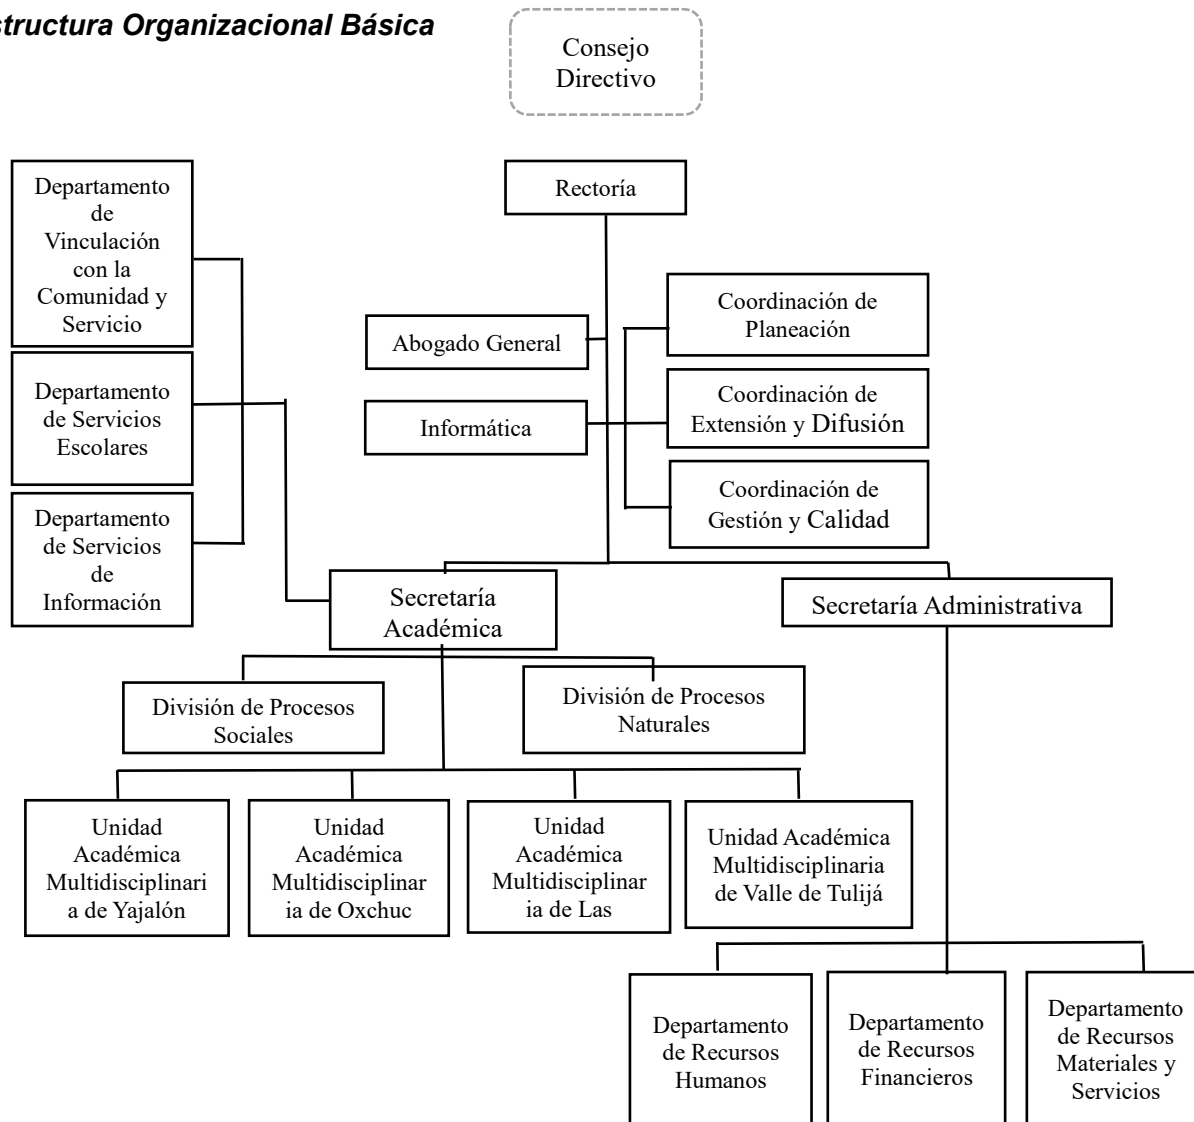 structura Organizacional Básica
Consejo
Directivo
Departamento
de
Vinculación
con la
Comunidad y
Servicio
Rectoría
Coordinación de
Planeación
Abogado General
Departamento
de Servicios
Escolares
Informática
Coordinación de
Extensión y Difusión
Coordinación de
Gestión y Calidad
Departamento
de Servicios
de
Información
Secretaría
Académica
Secretaría Administrativa
División de Procesos
Sociales
División de Procesos
Naturales
Unidad
Académica
Multidisciplinari
a de Yajalón
Unidad
Académica
Multidisciplinar
ia de Oxchuc
Unidad
Académica
Multidisciplinar
ia de Las
Unidad Académica
Multidisciplinaria
de Valle de Tulijá
Departamento
de Recursos
Humanos
Departamento
de Recursos
Financieros
Departamento
de Recursos
Materiales y
Servicios